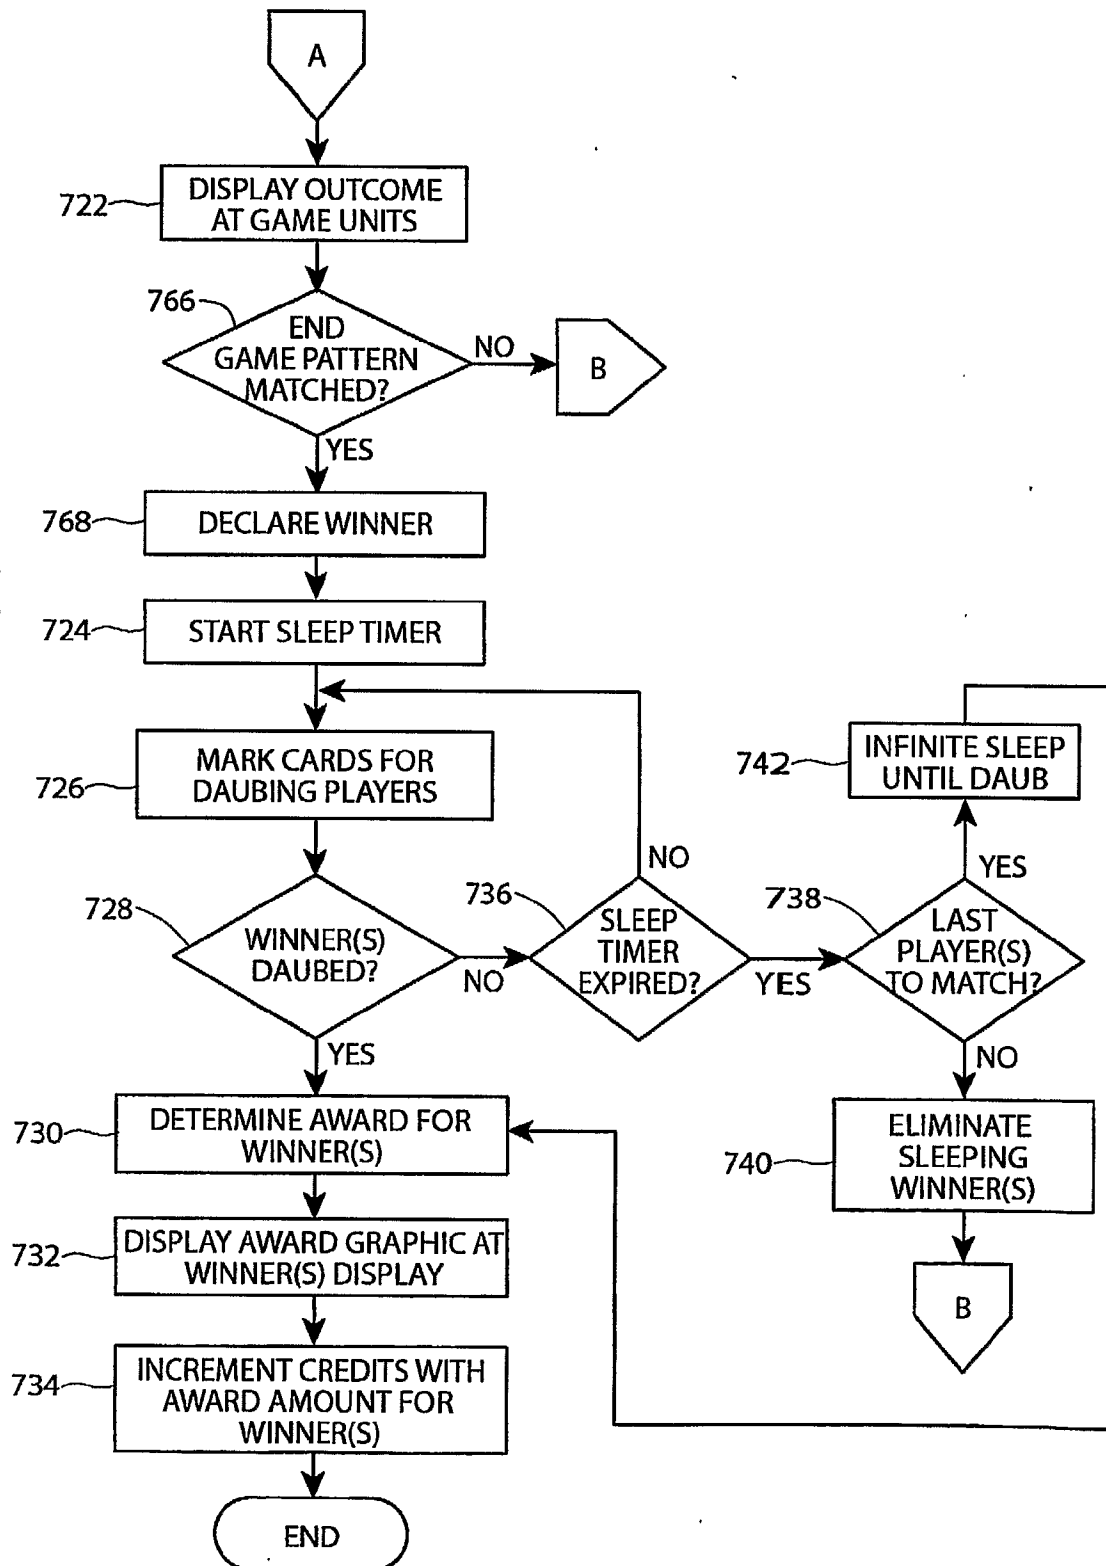 A
722
DISPLAY OUTCOME
AT GAME UNITS
766
END
GAME PATTERN
MATCHED?
NO
B
YES
768
DECLARE WINNER
724
START SLEEP TIMER
726
MARK CARDS FOR
DAUBING PLAYERS
742
INFINITE SLEEP
UNTIL DAUB
728
WINNER(S)
DAUBED?
NO
736
SLEEP
TIMER
EXPIRED?
NO
YES
738
LAST
PLAYER(S)
TO MATCH?
YES
NO
YES
730
DETERMINE AWARD FOR
WINNER(S)
740
ELIMINATE
SLEEPING
WINNER(S)
732
DISPLAY AWARD GRAPHIC AT
WINNER(S) DISPLAY
B
734
INCREMENT CREDITS WITH
AWARD AMOUNT FOR
WINNER(S)
END